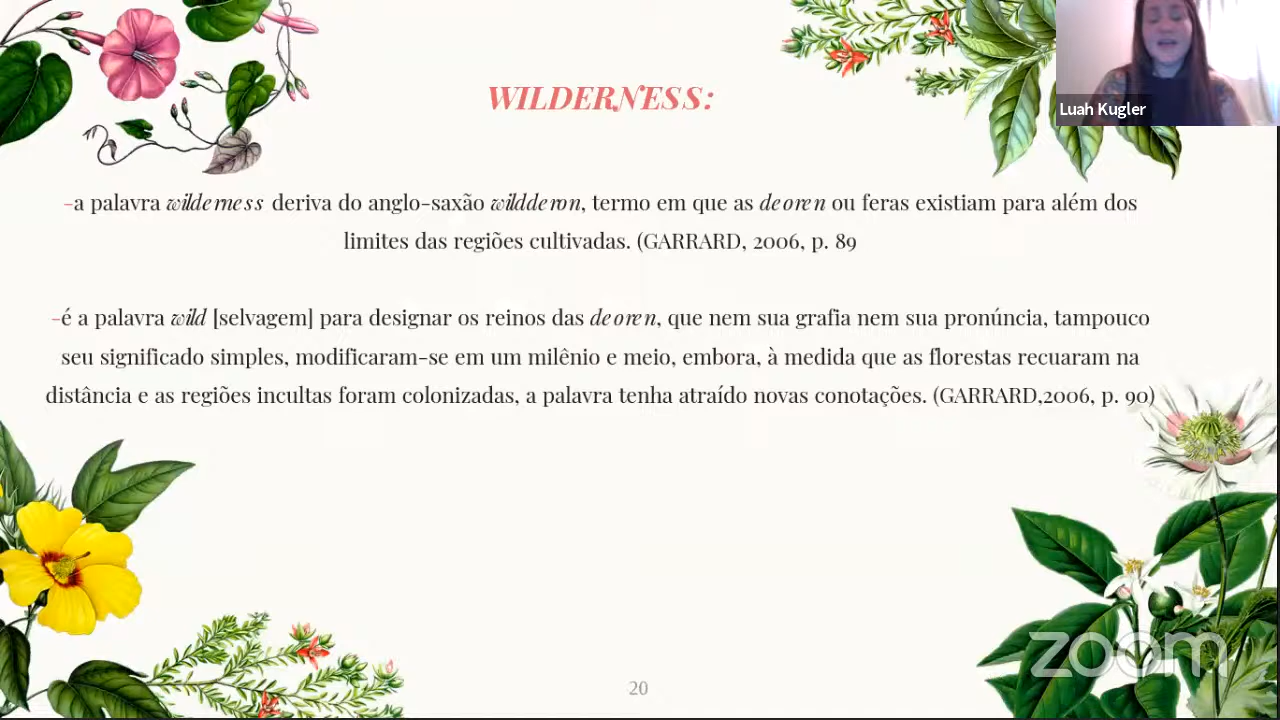 WILDERNESS:
Luah Kugler
–a palavra wilderness deriva do anglo-saxão wilddeoren, termo em que as deoren ou feras existiam para além dos
limites das regiões cultivadas. (GARRARD, 2006, p. 89
–é a palavra wild [selvagem] para designar os reinos das deoren, que nem sua grafia nem sua pronúncia, tampouco
seu significado simples, modificaram-se em um milênio e meio, embora, à medida que as florestas recuaram na
distância e as regiões incultas foram colonizadas, a palavra tenha atraído novas conotações. (GARRARD,2006, p. 90)
zoom
20